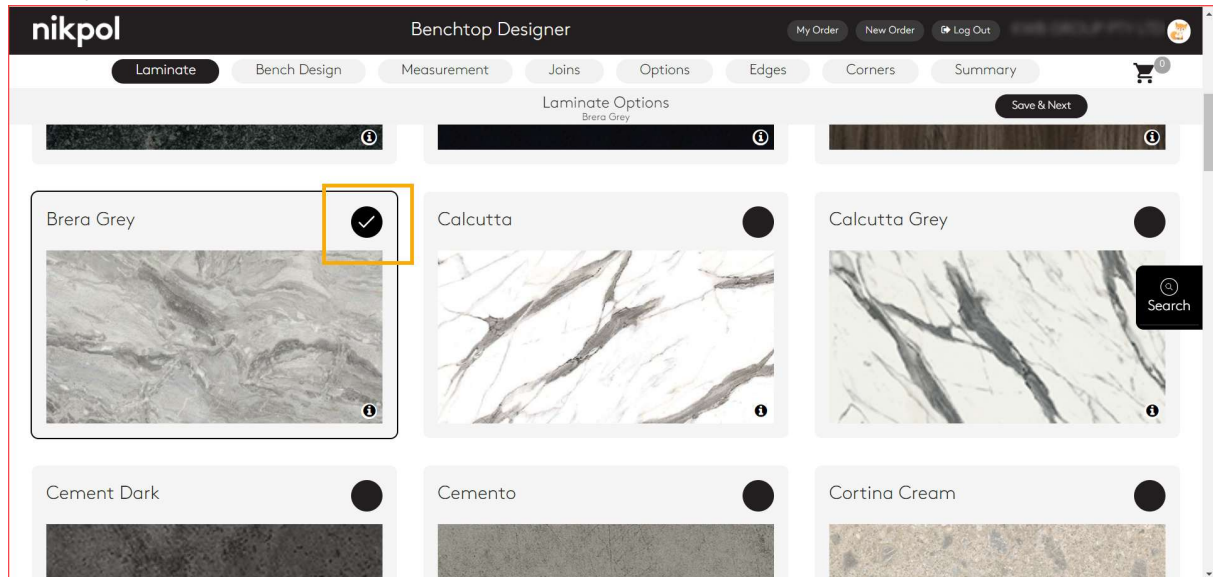 nikpol
Benchtop Designer
My Order
New Order
Log Out
Laminate
Bench Design
Measurement
Joins
Options
Edges
Corners
Summary
0
Laminate Options
Brera Grey
Save & Next
Brera Grey
Calcutta
Calcutta Grey
Search
Cement Dark
Cemento
Cortina Cream